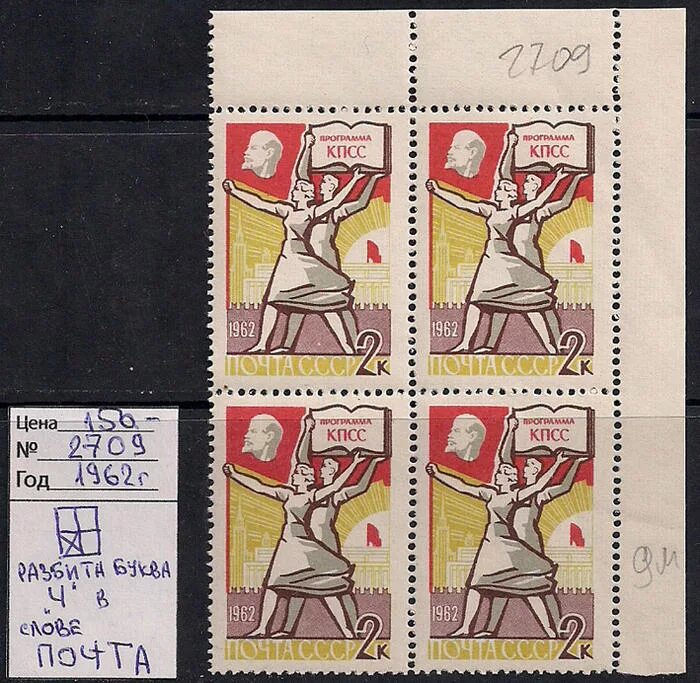 2709
ПРОГРАММА
КПСС
1962
ПОЧТА СССР 2К
ПРОГРАММА
КПСС
1962
ПОЧТА СССР 2К
ПРОГРАММА
КПСС
1962
ПОЧТА СССР 2К
ПРОГРАММА
КПСС
1962
ПОЧТА СССР 2К
9М
Цена 150-
№ 2709
Год 1962г
РАЗБИТА БУКВА
"Ч" В
СЛОВЕ
ПОЧТА